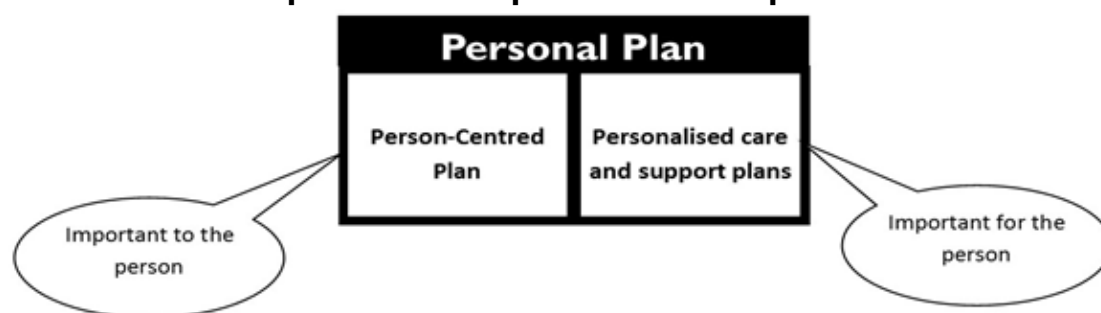 Personal Plan
Person-Centred
Plan
Personalised care
and support plans
Important to the
person
Important for the
person